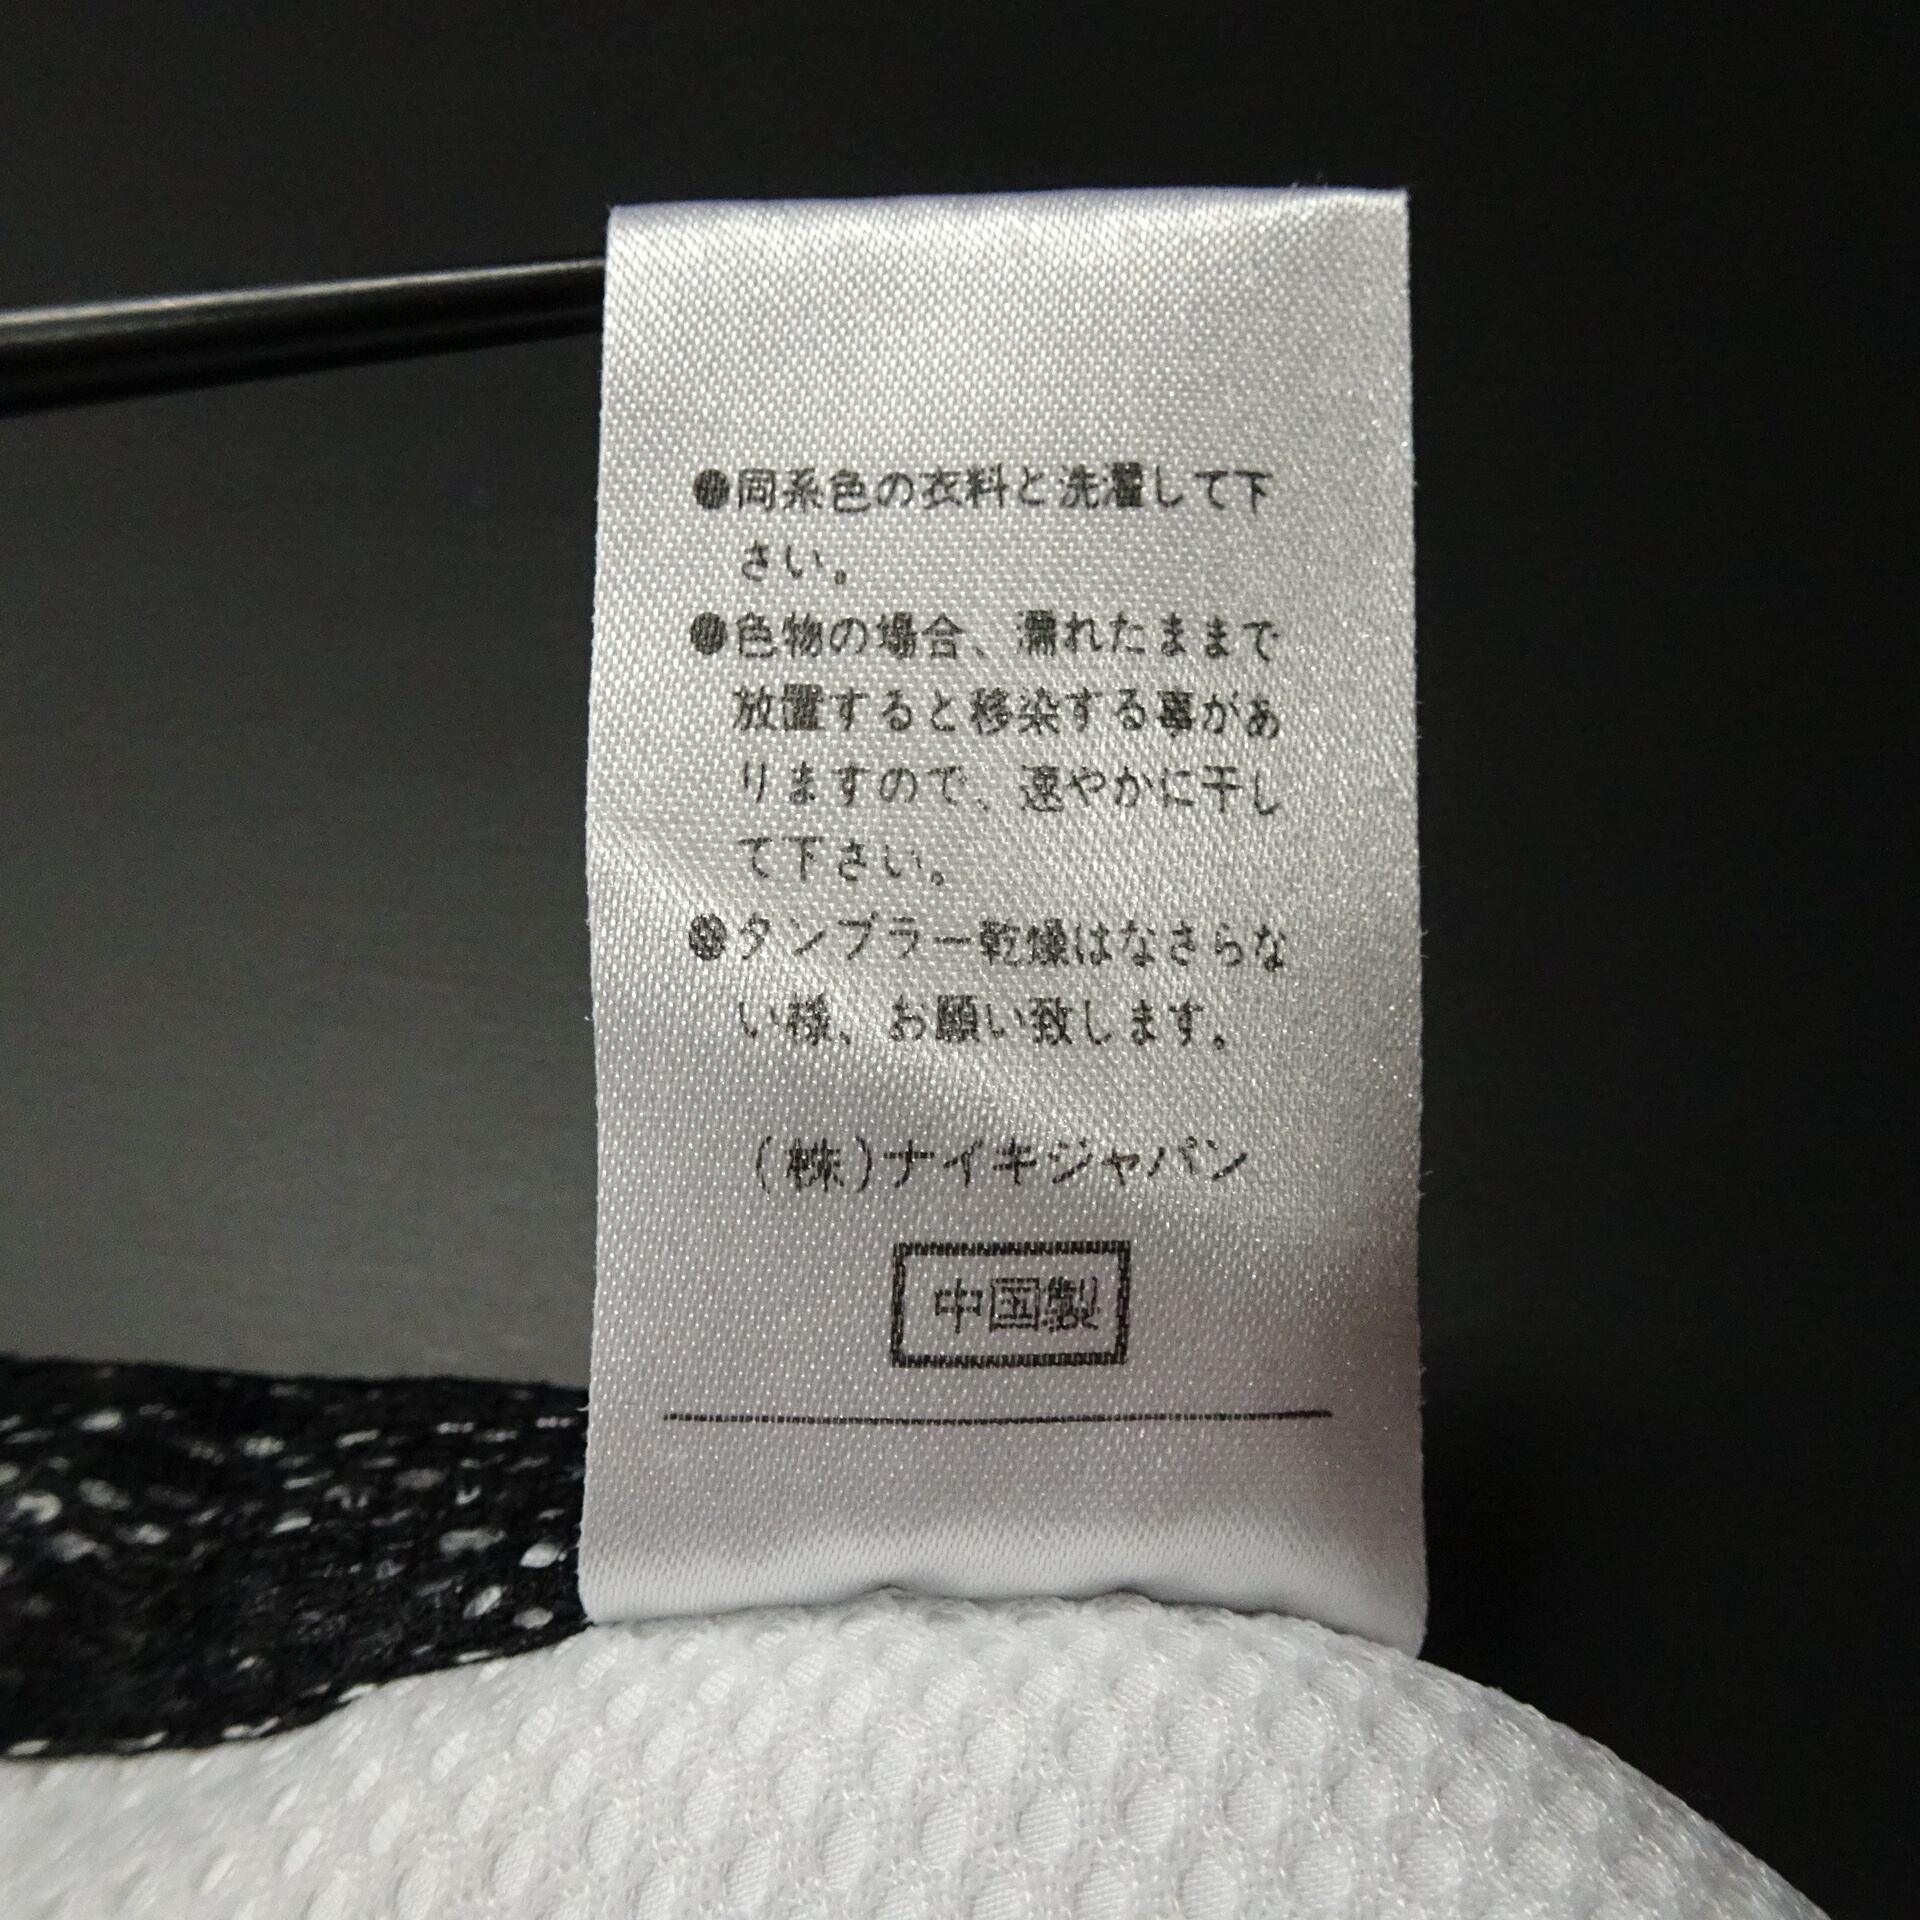 ●同系色の衣料と洗濯して下
さい。
●色物の場合、濡れたままで
放置すると移染する事があ
りますので、速やかに干し
て下さい。
●タンブラー乾燥はなさらな
い様、お願い致します。
(株)ナイキジャパン
中国製